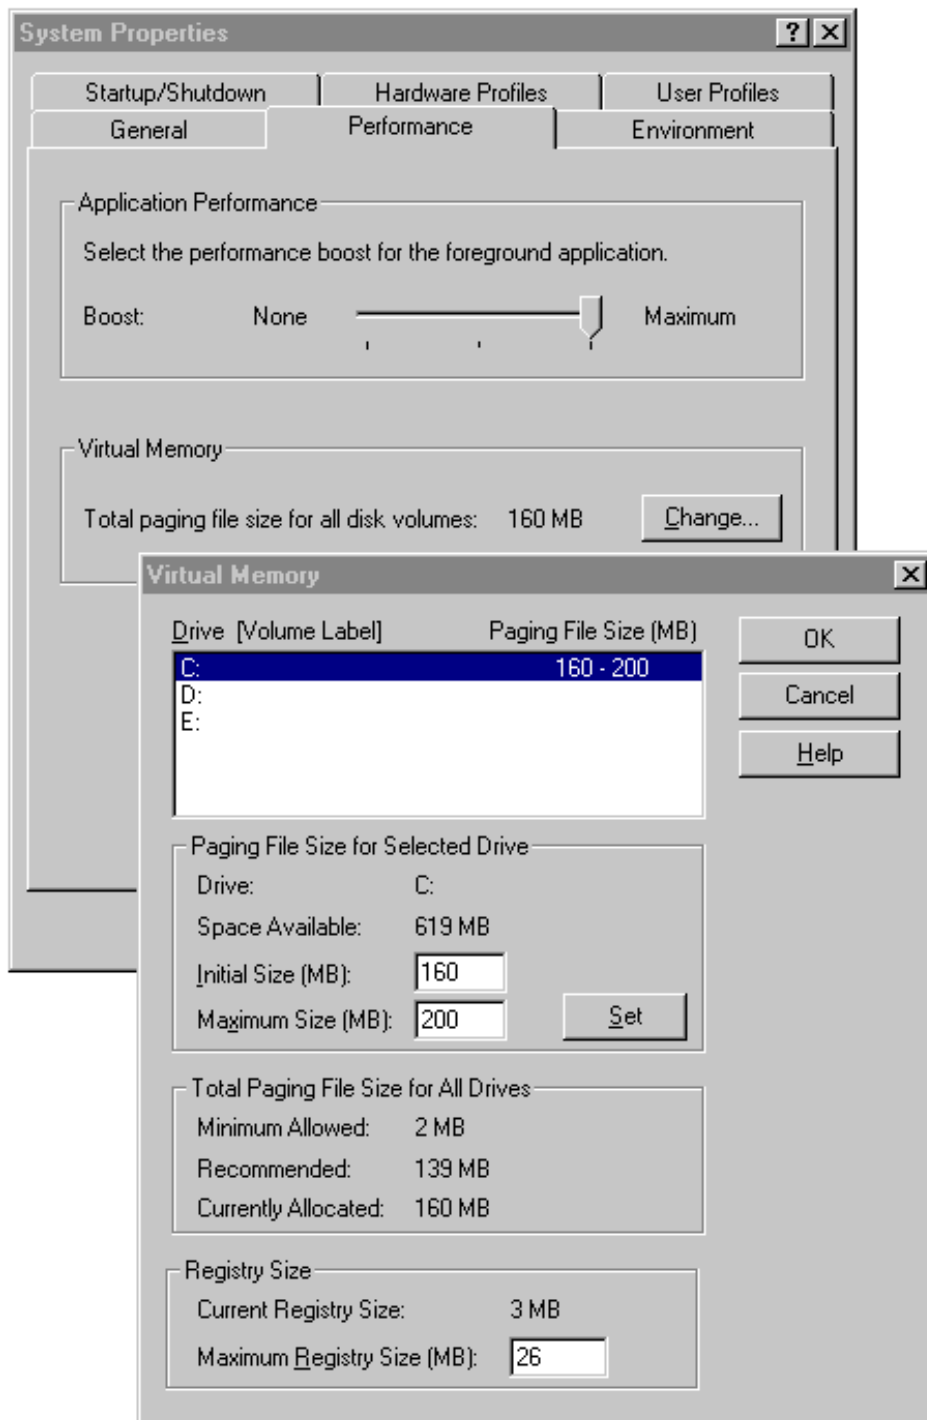 System Properties
Startup/Shutdown Hardware Profiles User Profiles
General Performance Environment
Application Performance
Select the performance boost for the foreground application.
Boost: None Maximum
Virtual Memory
Total paging file size for all disk volumes: 160 MB Change...
Virtual Memory
Drive [Volume Label] Paging File Size (MB)
OK
C: 160 - 200
D:
Cancel
E:
Help
Paging File Size for Selected Drive
Drive: C:
Space Available: 619 MB
Initial Size (MB): 160
Maximum Size (MB): 200 Set
Total Paging File Size for All Drives
Minimum Allowed: 2 MB
Recommended: 139 MB
Currently Allocated: 160 MB
Registry Size
Current Registry Size: 3 MB
Maximum Registry Size (MB): 26